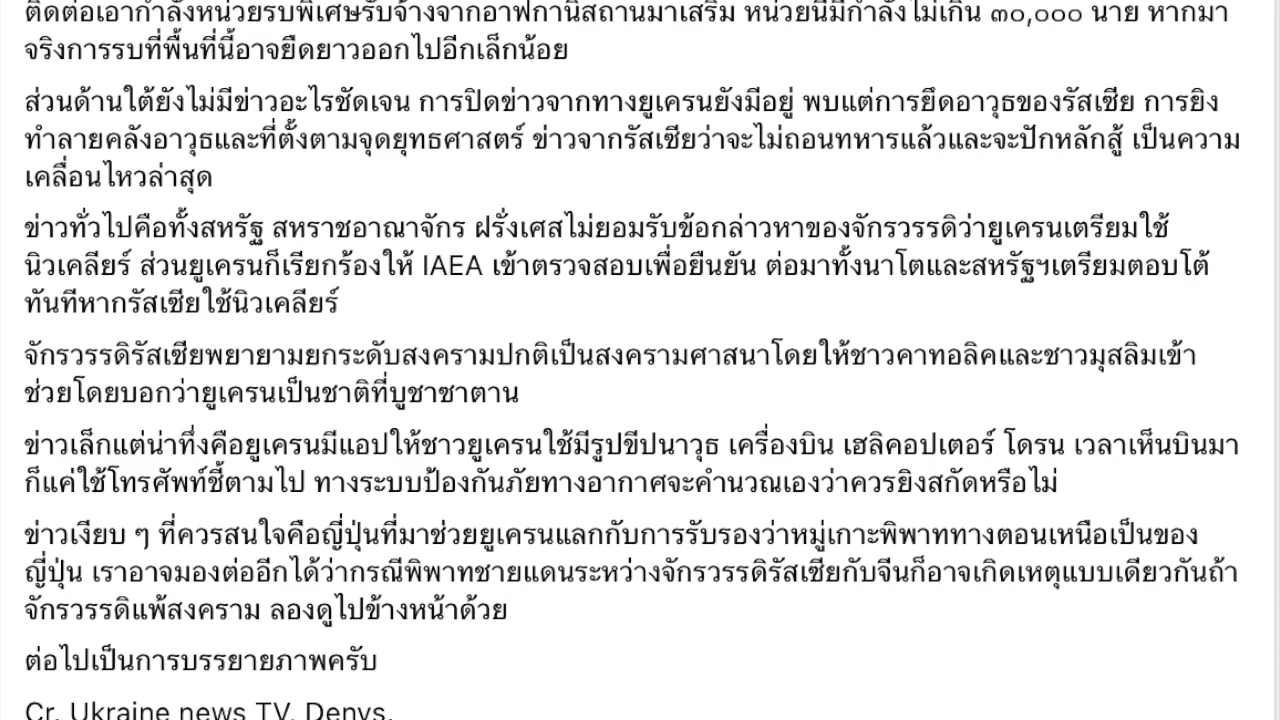 ติดต่อเอากำลังหน่วยรบพิเศษรับจ้างจากอาฟกานิสถานมาเสริม หน่วยนี้มีกำลังไม่เกิน ๓๐,๐๐๐ นาย หากมา
จริงการรบที่พื้นที่นี้อาจยืดยาวออกไปอีกเล็กน้อย
ส่วนด้านใต้ยังไม่มีข่าวอะไรชัดเจน การปิดข่าวจากทางยูเครนยังมีอยู่ พบแต่การยึดอาวุธของรัสเซีย การยิง
ทำลายคลังอาวุธและที่ตั้งตามจุดยุทธศาสตร์ ข่าวจากรัสเซียว่าจะไม่ถอนทหารแล้วและจะปักหลักสู้ เป็นความ
เคลื่อนไหวล่าสุด
ข่าวทั่วไปคือทั้งสหรัฐ สหราชอาณาจักร ฝรั่งเศสไม่ยอมรับข้อกล่าวหาของจักรวรรดิว่ายูเครนเตรียมใช้
นิวเคลียร์ ส่วนยูเครนก็เรียกร้องให้ IAEA เข้าตรวจสอบเพื่อยืนยัน ต่อมาทั้งนาโตและสหรัฐฯเตรียมตอบโต้
ทันทีหากรัสเซียใช้นิวเคลียร์
จักรวรรดิรัสเซียพยายามยกระดับสงครามปกติเป็นสงครามศาสนาโดยให้ชาวคาทอลิคและชาวมุสลิมเข้า
ช่วยโดยบอกว่ายูเครนเป็นชาติที่บูชาซาตาน
ข่าวเล็กแต่น่าทึ่งคือยูเครนมีแอปให้ชาวยูเครนใช้มีรูปขีปนาวุธ เครื่องบิน เฮลิคอปเตอร์ โดรน เวลาเห็นบินมา
ก็แค่ใช้โทรศัพท์ชี้ตามไป ทางระบบป้องกันภัยทางอากาศจะคำนวณเองว่าควรยิงสกัดหรือไม่
ข่าวเงียบ ๆ ที่ควรสนใจคือญี่ปุ่นที่มาช่วยยูเครนแลกกับการรับรองว่าหมู่เกาะพิพาททางตอนเหนือเป็นของ
ญี่ปุ่น เราอาจมองต่ออีกได้ว่ากรณีพิพาทชายแดนระหว่างจักรวรรดิรัสเซียกับจีนก็อาจเกิดเหตุแบบเดียวกันถ้า
จักรวรรดิแพ้สงคราม ลองดูไปข้างหน้าด้วย
ต่อไปเป็นการบรรยายภาพครับ
Cr. Ukraine news TV. Denys.